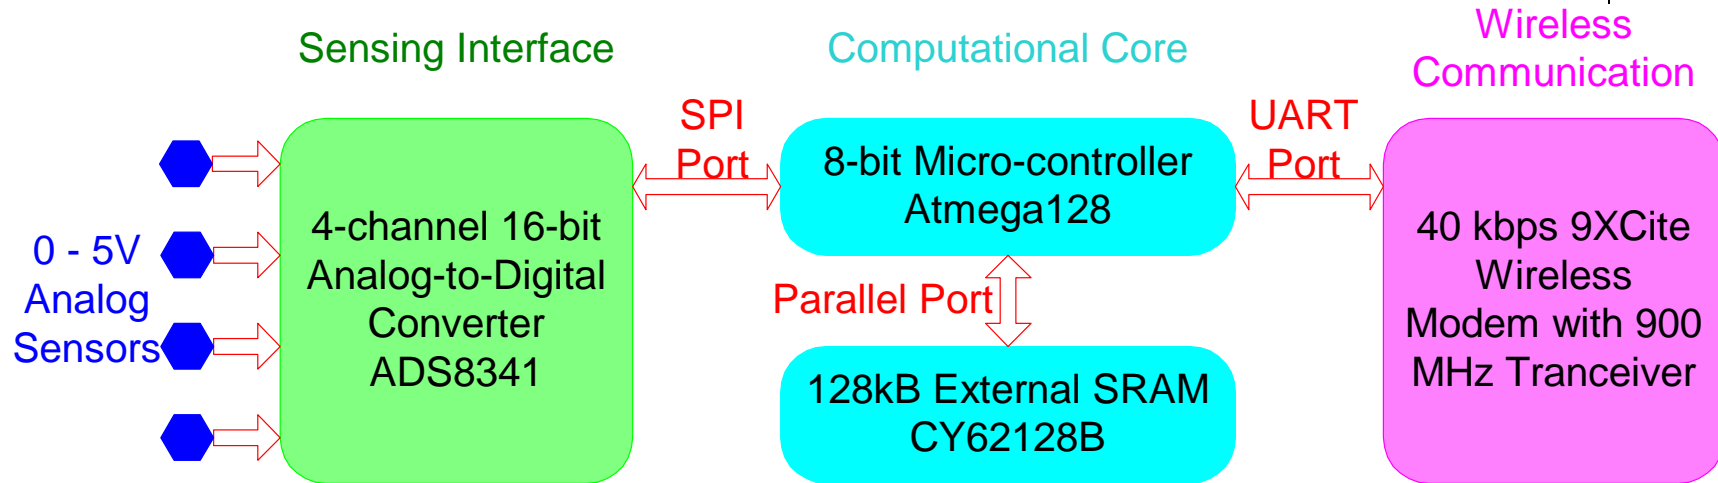 Sensing Interface
Computational Core
Wireless
Communication
0 - 5V
Analog
Sensors
4-channel 16-bit
Analog-to-Digital
Converter
ADS8341
SPI
Port
8-bit Micro-controller
Atmega128
Parallel Port
128kB External SRAM
CY62128B
UART
Port
40 kbps 9XCite
Wireless
Modem with 900
MHz Tranceiver